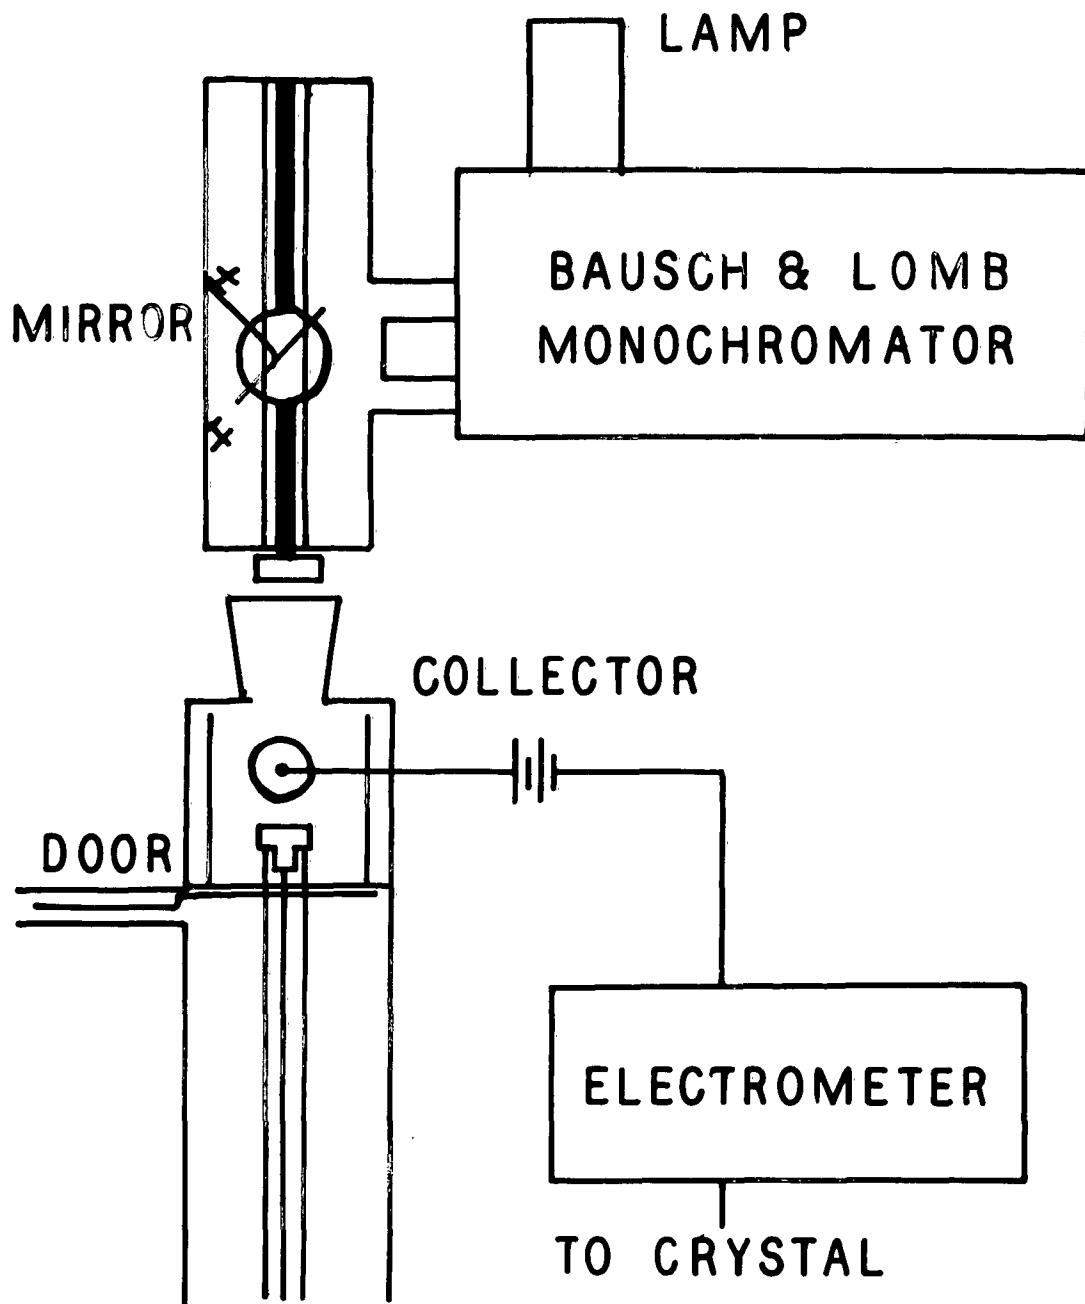 LAMP
BAUSCH & LOMB
MONOCHROMATOR
MIRROR
COLLECTOR
DOOR
ELECTROMETER
TO CRYSTAL